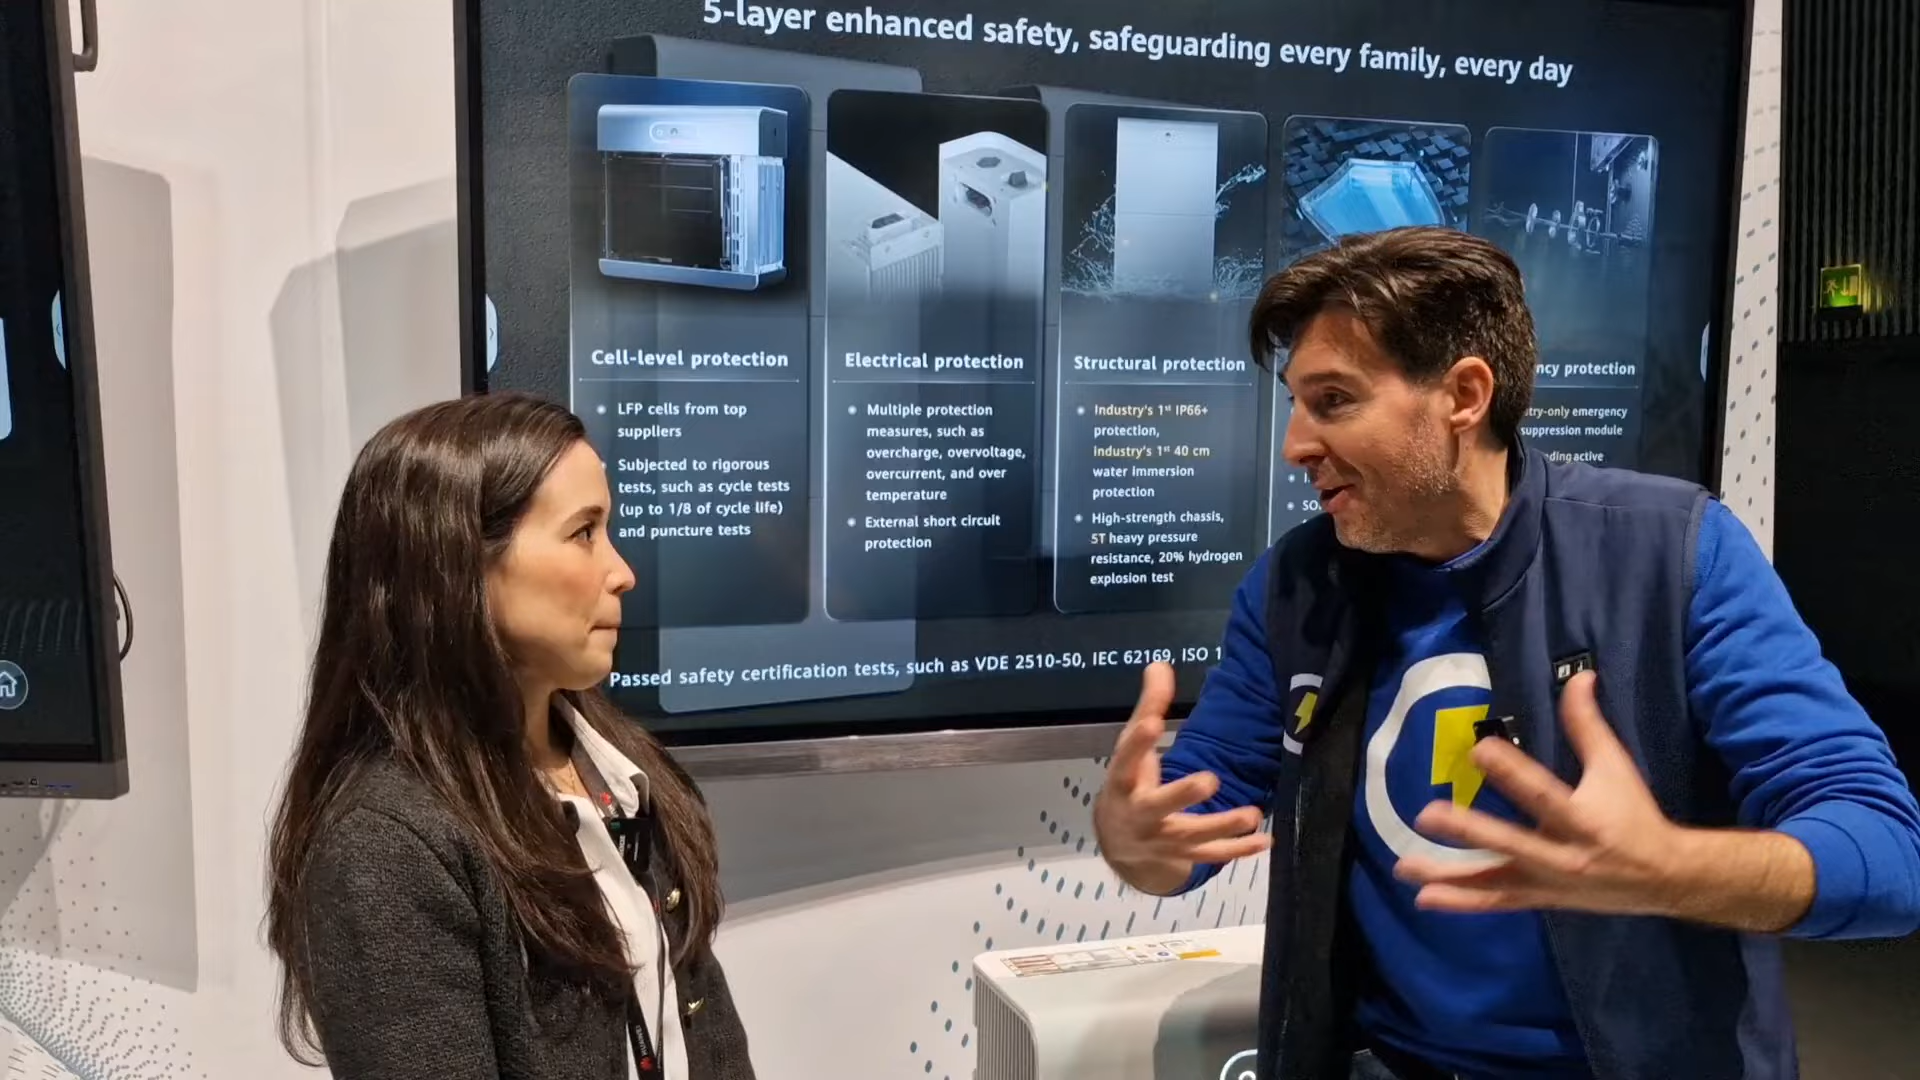 5-layer enhanced safety, safeguarding every family, every day
Cell-level protection
LFP cells from top
suppliers
Subjected to rigorous
tests, such as cycle tests
(up to 1/8 of cycle life)
and puncture tests
Electrical protection
Multiple protection
measures, such as
overcharge, overvoltage,
overcurrent, and over
temperature
External short circuit
protection
Structural protection
Industry's 1st IP66+
protection,
industry's 1st 40 cm
water immersion
protection
High-strength chassis,
5T heavy pressure
resistance, 20% hydrogen
explosion test
protection
emergency
suppression module
active
Passed safety certification tests, such as VDE 2510-50, IEC 62169, ISO
HUAWEI